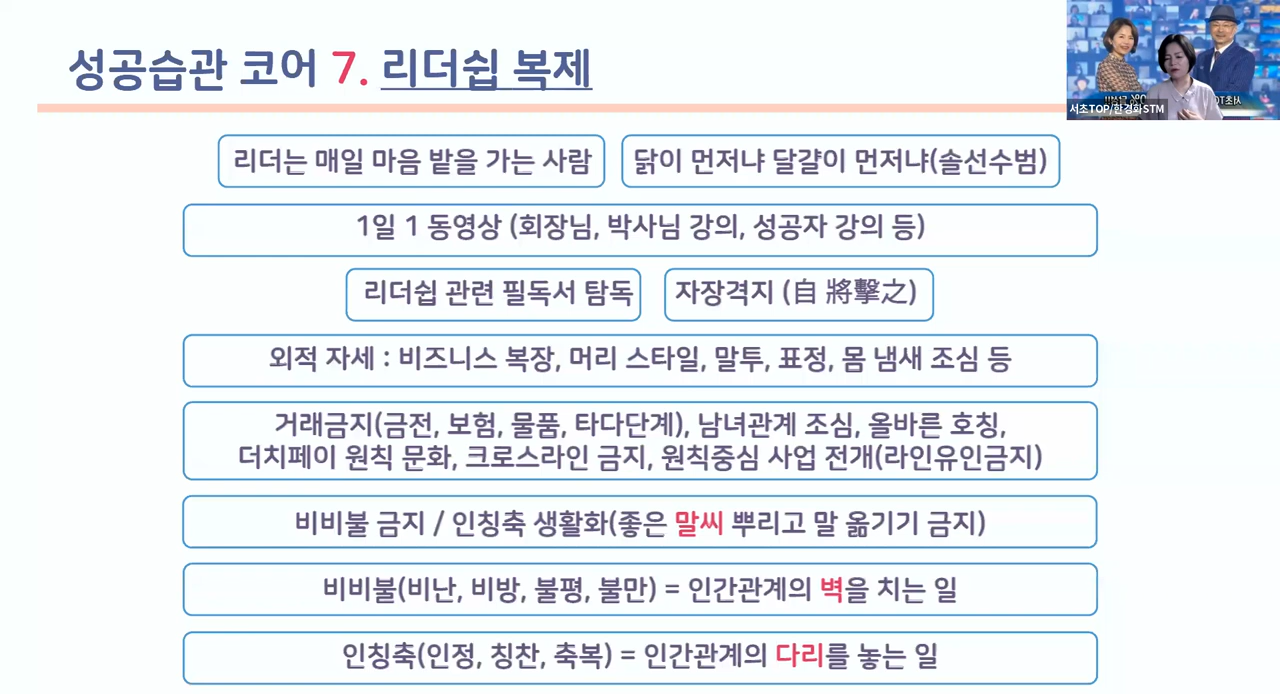 성공습관 코어 7. 리더쉽 복제
서초TOP/한경화STM
리더는 매일 마음 밭을 가는 사람
닭이 먼저냐 달걀이 먼저냐(솔선수범)
1일 1 동영상 (회장님, 박사님 강의, 성공자 강의 등)
리더쉽 관련 필독서 탐독
자장격지 (自 將擊之)
외적 자세 : 비즈니스 복장, 머리 스타일, 말투, 표정, 몸 냄새 조심 등
거래금지(금전, 보험, 물품, 타다단계), 남녀관계 조심, 올바른 호칭,
더치페이 원칙 문화, 크로스라인 금지, 원칙중심 사업 전개(라인유인금지)
비비불 금지 / 인칭축 생활화(좋은 말씨 뿌리고 말 옮기기 금지)
비비불(비난, 비방, 불평, 불만) = 인간관계의 벽을 치는 일
인칭축(인정, 칭찬, 축복) = 인간관계의 다리를 놓는 일